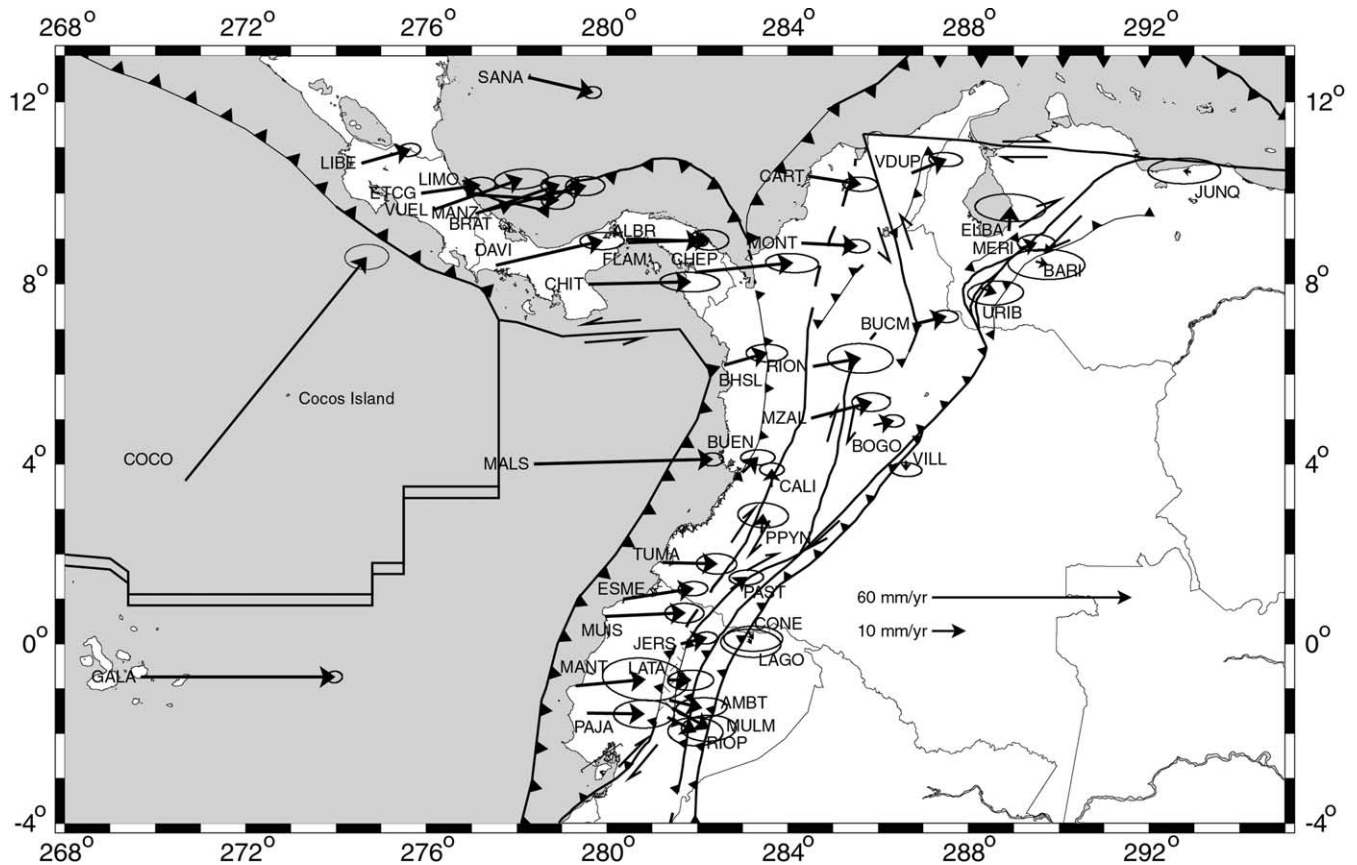 268° 272° 276° 280° 284° 288° 292°
12° 12°
8° 8°
4° 4°
0° 0°
-4° -4°
SANA
LIBE
VDUP
CART
LIMO
ETCG
JUNQ
VUEL
MANZ
BRAT
ALBR
ELBA
DAVI
FLAM
CHEP
MONT
MERI
BARI
CHIT
URIB
BUCM
BHSL
RION
Cocos Island
MZAL
BUEN
BOGO
COCO
MALS
VILL
CALI
PPYN
TUMA
ESME
PAST
60 mm/yr
MUIS
CONE
10 mm/yr
JERS
LAGO
MANT
LATA
GALA
AMBT
PAJA
MULM
RIOP
268° 272° 276° 280° 284° 288° 292°